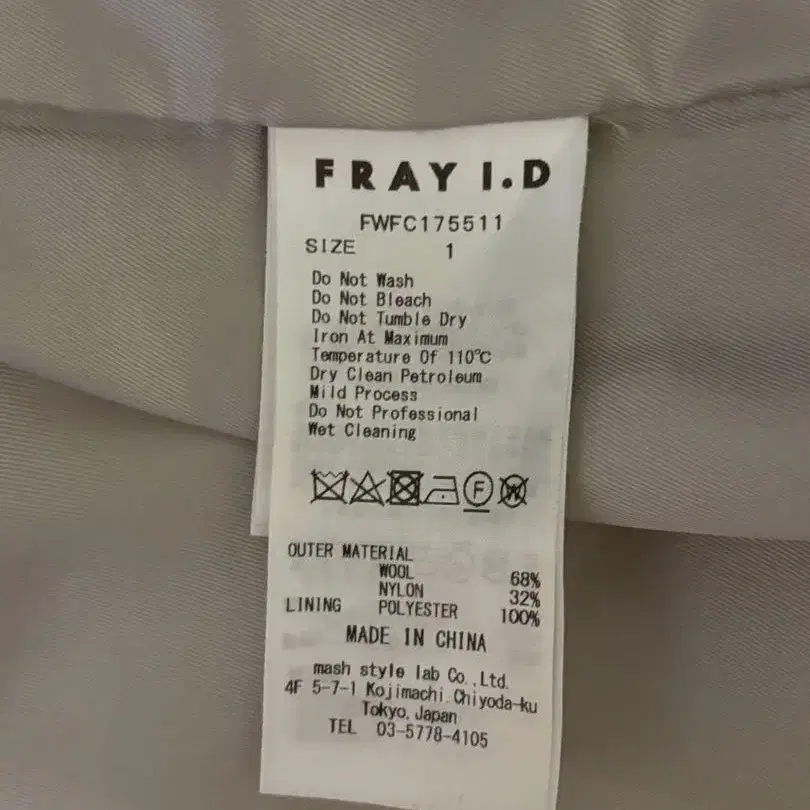 FRAY I.D
FWFC175511
SIZE 1
Do Not Wash
Do Not Bleach
Do Not Tumble Dry
Iron At Maximum
Temperature Of 110℃
Dry Clean Petroleum
Mild Process
Do Not Professional
Wet Cleaning
F W
OUTER MATERIAL
WOOL 68%
NYLON 32%
LINING POLYESTER 100%
MADE IN CHINA
mash style lab Co.,Ltd.
4F 5-7-1 Kojimachi Chiyoda-ku
Tokyo, Japan
TEL 03-5778-4105